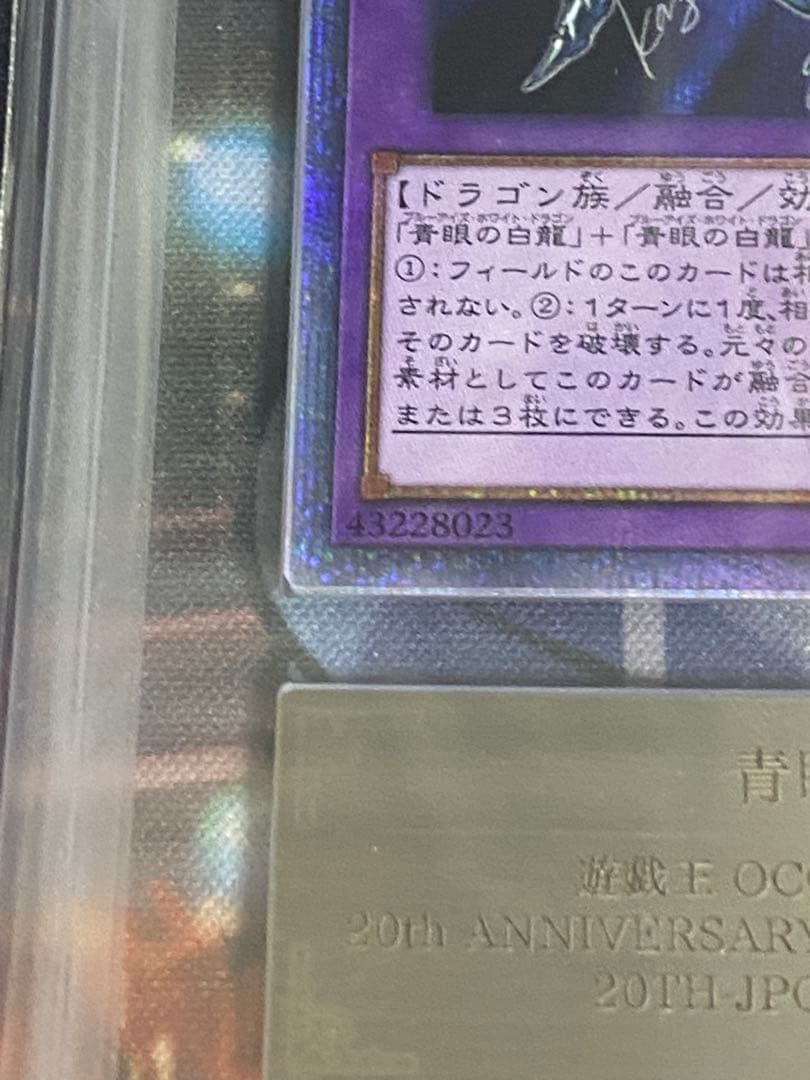 【ドラゴン族／融合／効
「青眼の白龍」＋「青眼の白龍」
①：フィールドのこのカードは
されない。②：１ターンに１度、相
そのカードを破壊する。元々の
素材としてこのカードが融合
または３枚にできる。この効果
43228023
青眼
遊戯王 OC
20th ANNIVERSARY
20TH-JP